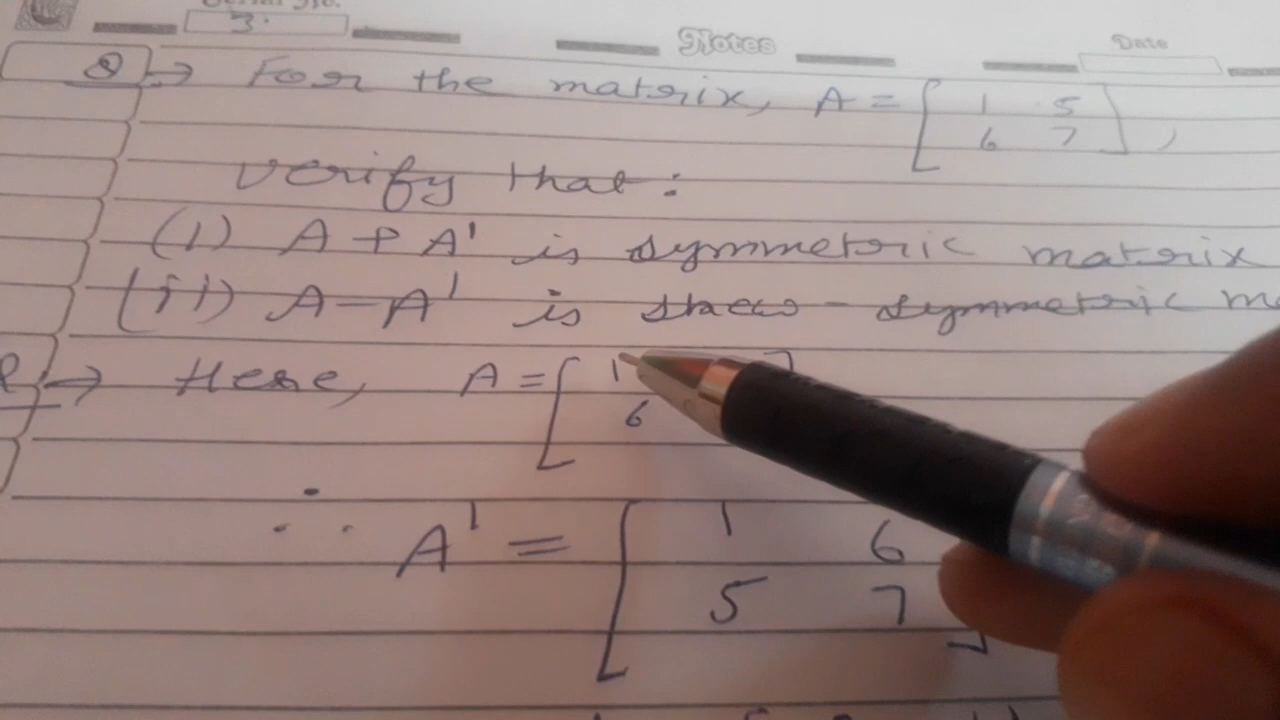 3.
Notes
Date
Q → For the matrix, A = [ 1 5
6 7 ] ,
verify that:
(i) A + A' is symmetric matrix
(ii) A - A' is skew - symmetric
→ Here, A = [ 1 ]
6
∴ A' = [ 1 6
5 7 ]